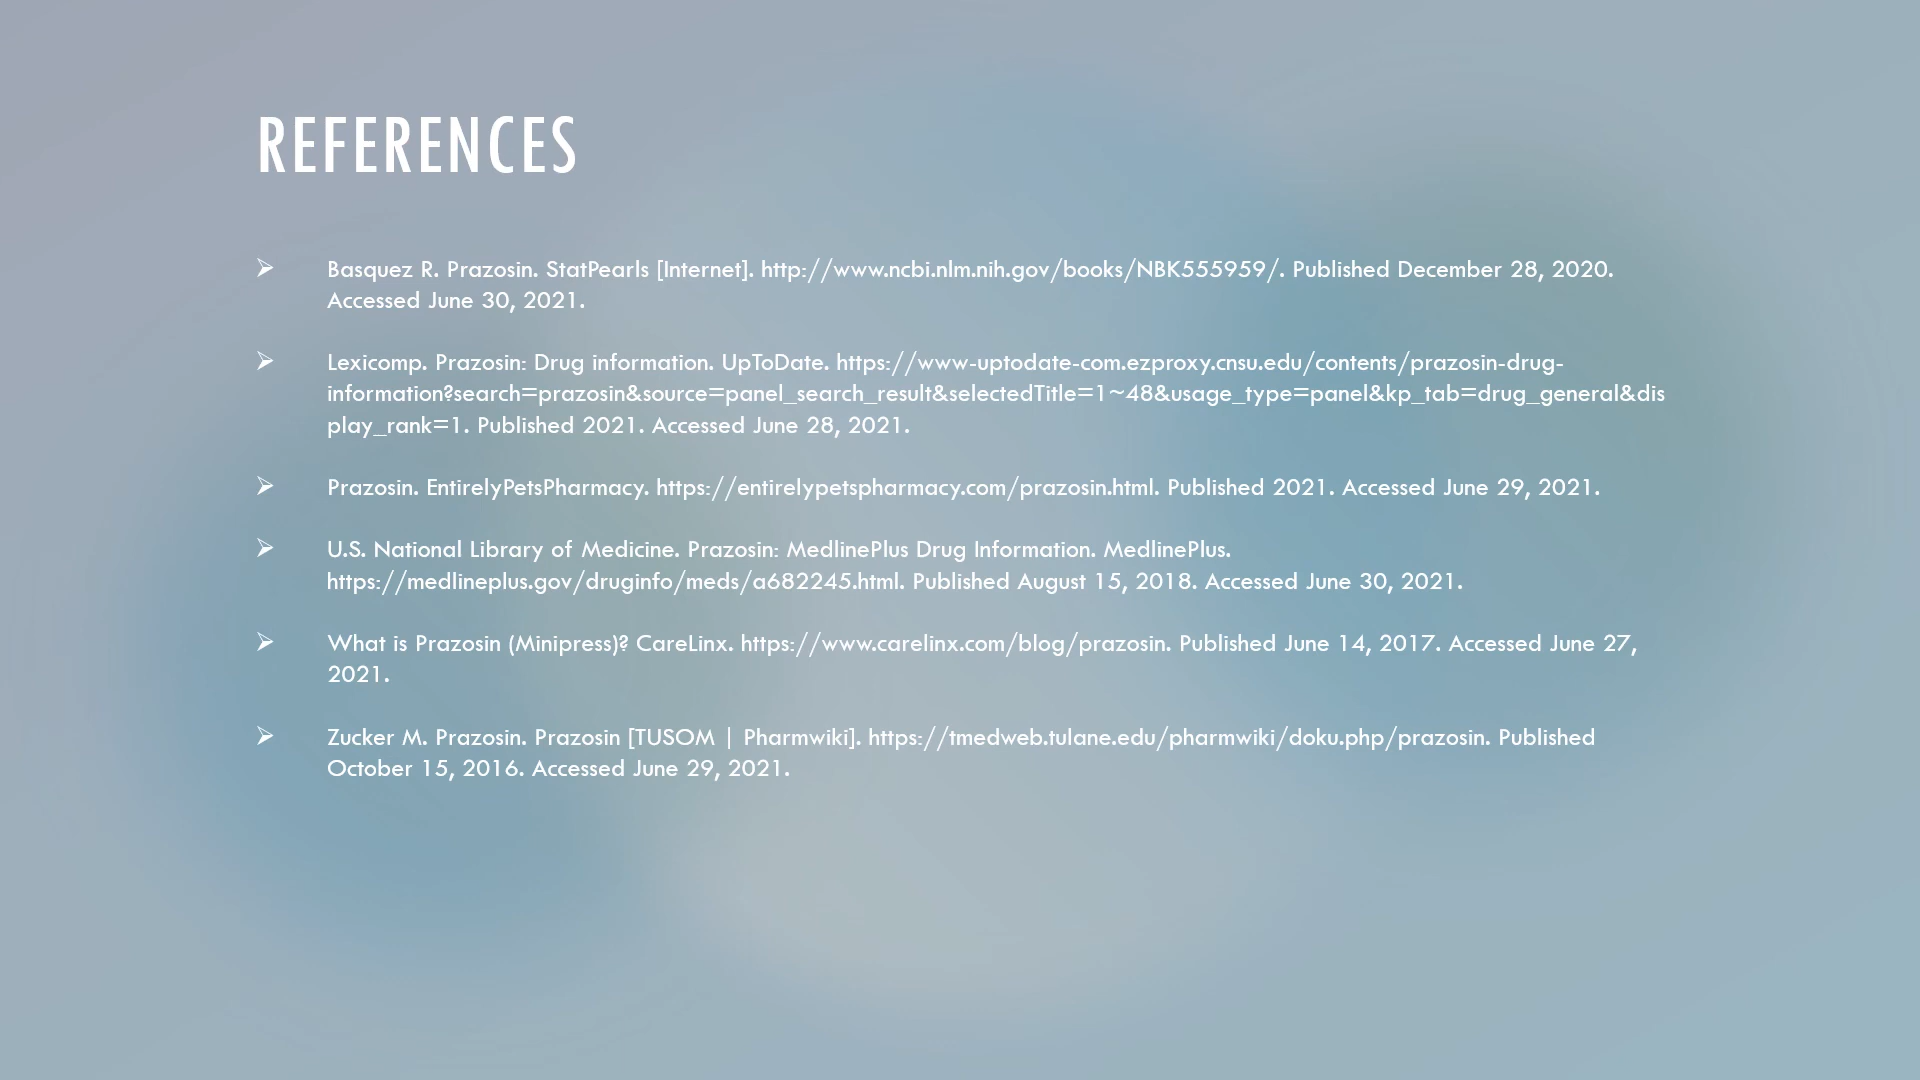 REFERENCES
➢ Basquez R. Prazosin. StatPearls [Internet]. http://www.ncbi.nlm.nih.gov/books/NBK555959/. Published December 28, 2020.
Accessed June 30, 2021.
➢ Lexicomp. Prazosin: Drug information. UpToDate. https://www-uptodate-com.ezproxy.cnsu.edu/contents/prazosin-drug-
information?search=prazosin&source=panel_search_result&selectedTitle=1~48&usage_type=panel&kp_tab=drug_general&dis
play_rank=1. Published 2021. Accessed June 28, 2021.
➢ Prazosin. EntirelyPetsPharmacy. https://entirelypetspharmacy.com/prazosin.html. Published 2021. Accessed June 29, 2021.
➢ U.S. National Library of Medicine. Prazosin: MedlinePlus Drug Information. MedlinePlus.
https://medlineplus.gov/druginfo/meds/a682245.html. Published August 15, 2018. Accessed June 30, 2021.
➢ What is Prazosin (Minipress)? CareLinx. https://www.carelinx.com/blog/prazosin. Published June 14, 2017. Accessed June 27,
2021.
➢ Zucker M. Prazosin. Prazosin [TUSOM | Pharmwiki]. https://tmedweb.tulane.edu/pharmwiki/doku.php/prazosin. Published
October 15, 2016. Accessed June 29, 2021.